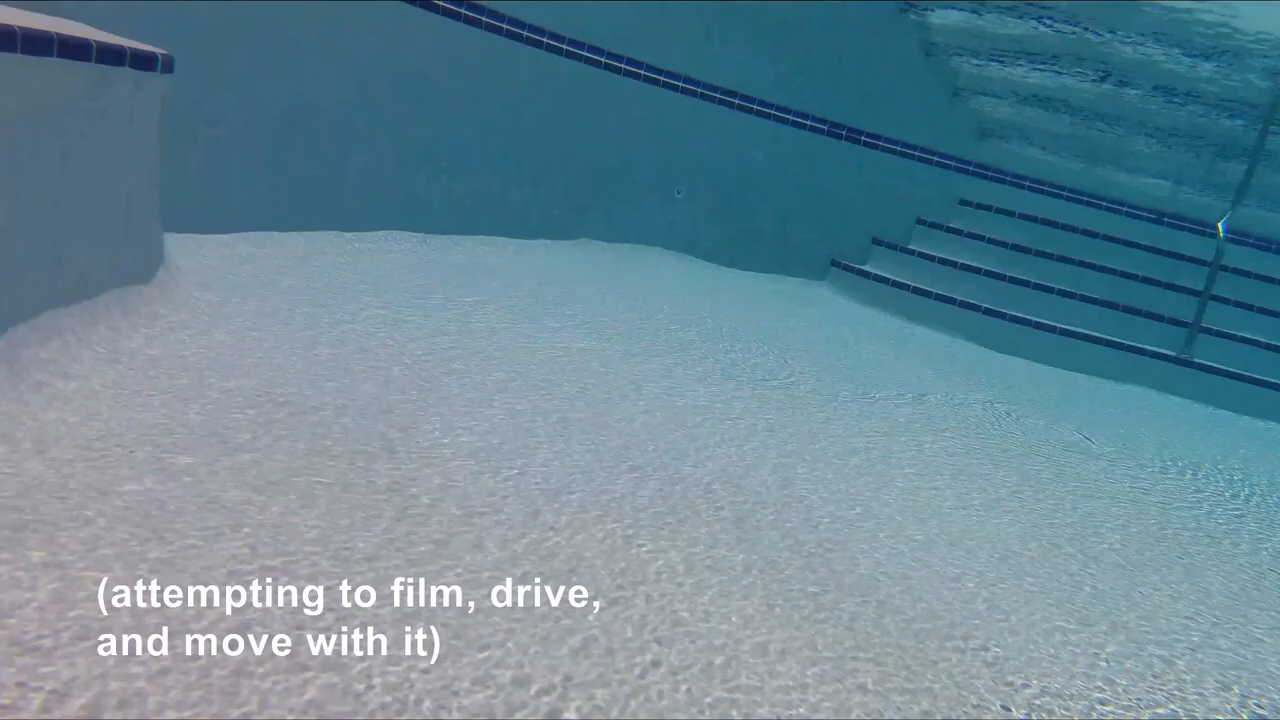 (attempting to film, drive,
and move with it)